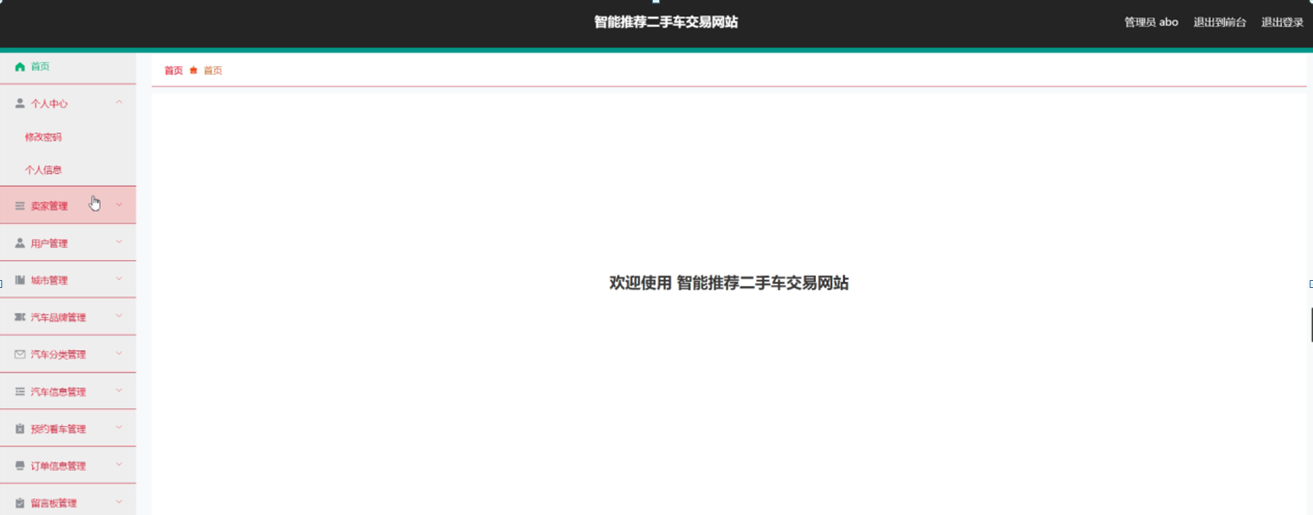 智能推荐二手车交易网站
管理员 abo 退出到前台 退出登录
首页
首页 首页
个人中心
修改密码
个人信息
卖家管理
用户管理
城市管理
汽车品牌管理
汽车分类管理
汽车信息管理
预约看车管理
订单信息管理
留言板管理
欢迎使用 智能推荐二手车交易网站